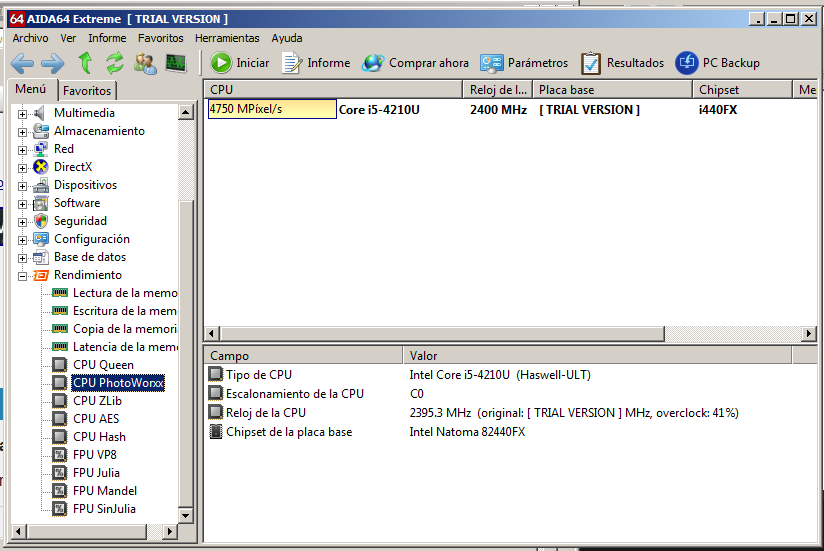 64 AIDA64 Extreme [ TRIAL VERSION ]
Archivo Ver Informe Favoritos Herramientas Ayuda
Iniciar Informe Comprar ahora Parámetros Resultados PC Backup
Menú Favoritos
Multimedia
Almacenamiento
Red
DirectX
Dispositivos
Software
Seguridad
Configuración
Base de datos
Rendimiento
Lectura de la memo
Escritura de la mem
Copia de la memori
Latencia de la memo
CPU Queen
CPU PhotoWorxx
CPU ZLib
CPU AES
CPU Hash
FPU VP8
FPU Julia
FPU Mandel
FPU SinJulia
CPU Reloj de l... Placa base Chipset Me
4750 MPíxel/s Core i5-4210U 2400 MHz [ TRIAL VERSION ] i440FX
Campo Valor
Tipo de CPU Intel Core i5-4210U (Haswell-ULT)
Escalonamiento de la CPU C0
Reloj de la CPU 2395.3 MHz (original: [ TRIAL VERSION ] MHz, overclock: 41%)
Chipset de la placa base Intel Natoma 82440FX